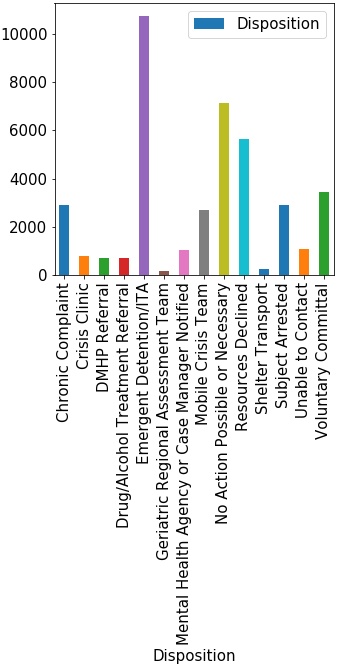 Disposition
10000
8000
6000
4000
2000
0
Chronic Complaint
Crisis Clinic
DMHP Referral
Drug/Alcohol Treatment Referral
Emergent Detention/ITA
Geriatric Regional Assessment Team
Mental Health Agency or Case Manager Notified
Mobile Crisis Team
No Action Possible or Necessary
Resources Declined
Shelter Transport
Subject Arrested
Unable to Contact
Voluntary Committal
Disposition